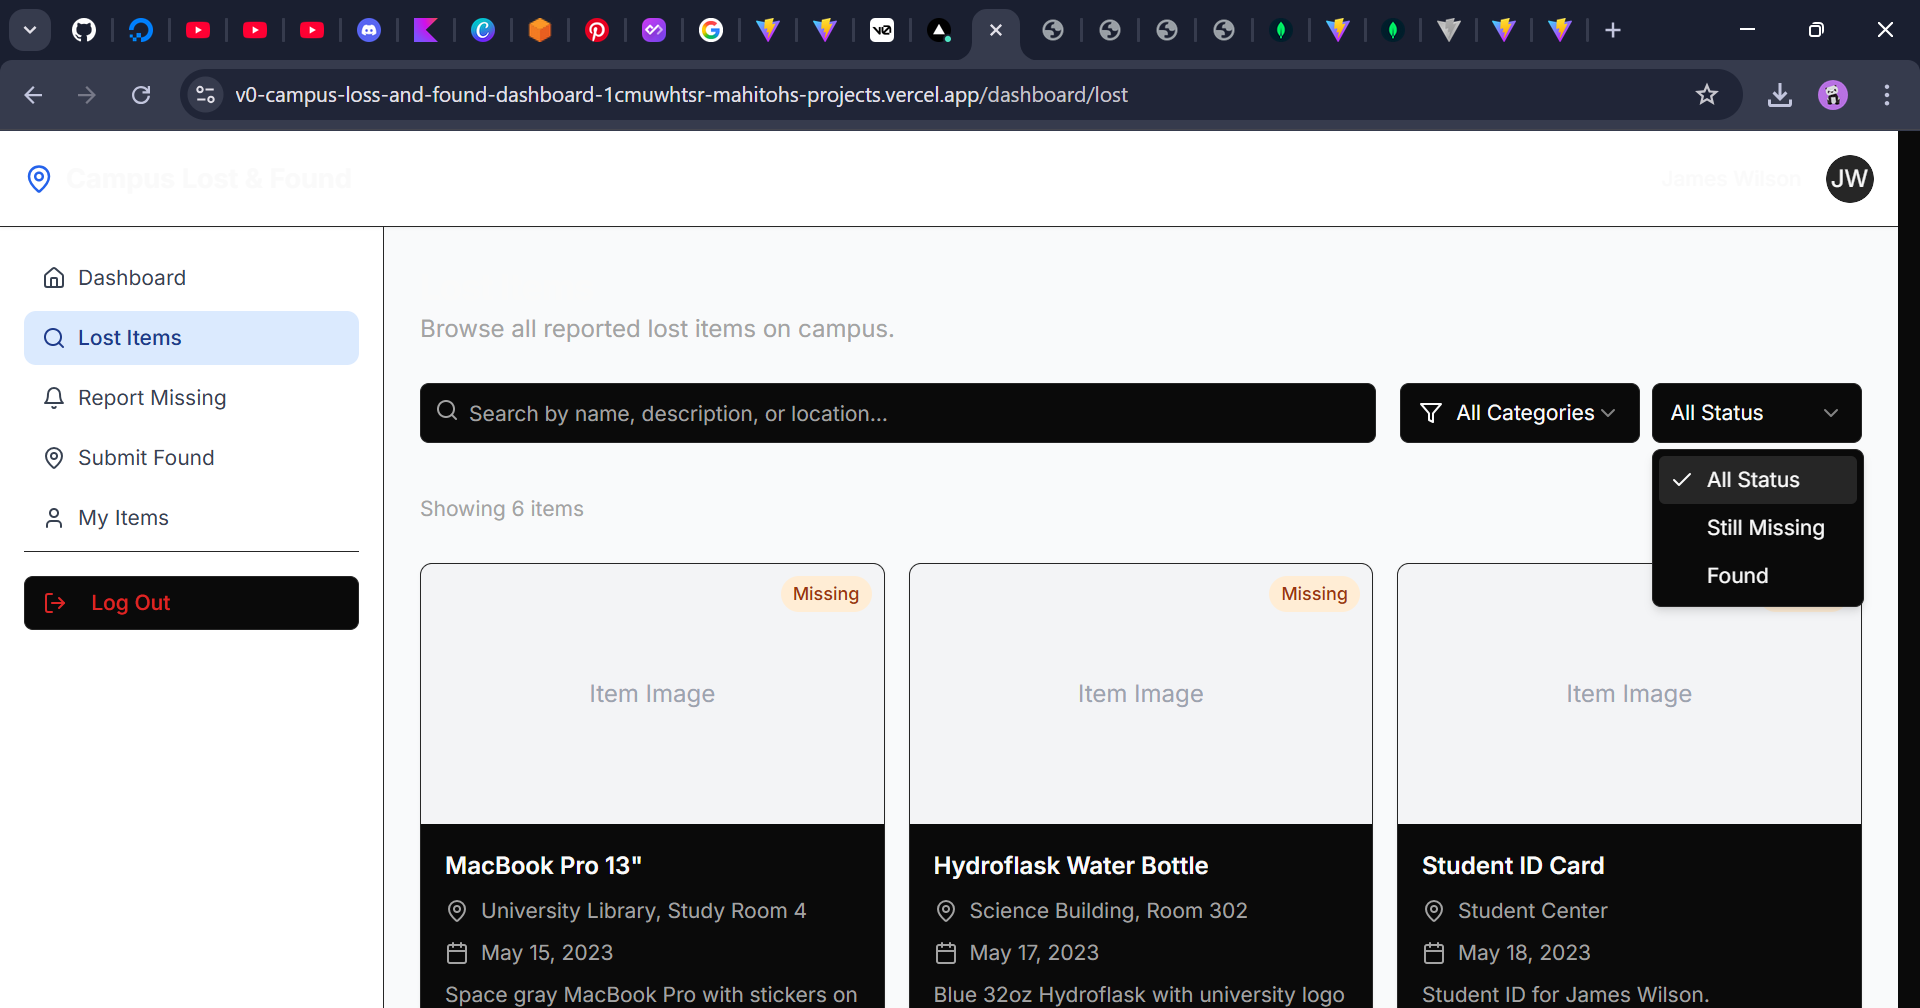 v0-campus-loss-and-found-dashboard-1cmuwhtsr-mahitohs-projects.vercel.app/dashboard/lost
Campus Lost & Found
James Wilson
JW
Dashboard
Lost Items
Report Missing
Submit Found
My Items
Log Out
Browse all reported lost items on campus.
Search by name, description, or location...
All Categories
All Status
All Status
Still Missing
Found
Showing 6 items
Missing
Item Image
MacBook Pro 13"
University Library, Study Room 4
May 15, 2023
Space gray MacBook Pro with stickers on
Missing
Item Image
Hydroflask Water Bottle
Science Building, Room 302
May 17, 2023
Blue 32oz Hydroflask with university logo
Item Image
Student ID Card
Student Center
May 18, 2023
Student ID for James Wilson.